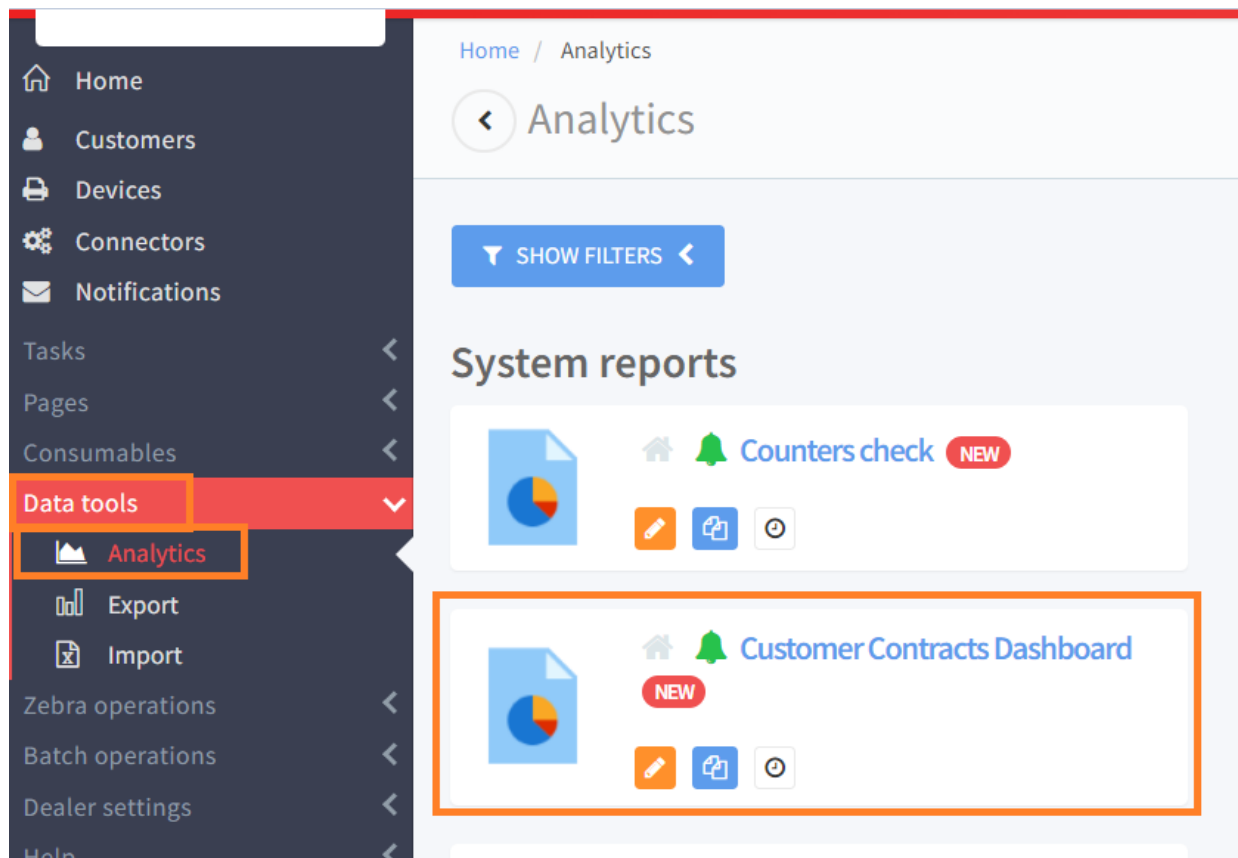 Home
Customers
Devices
Connectors
Notifications
Tasks
Pages
Consumables
Data tools
Analytics
Export
Import
Zebra operations
Batch operations
Dealer settings
Help
Home / Analytics
Analytics
SHOW FILTERS
System reports
Counters check NEW
Customer Contracts Dashboard
NEW